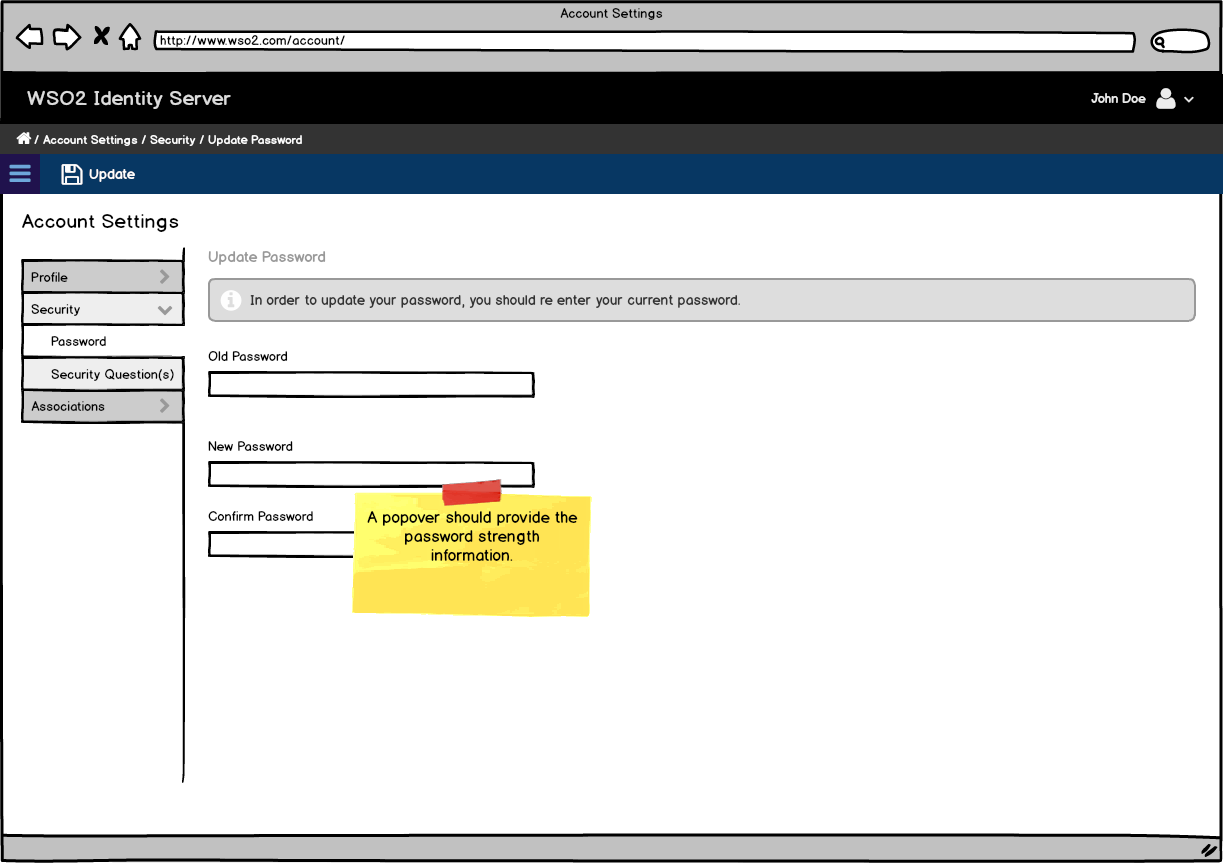 Account Settings
http://www.wso2.com/account/
WSO2 Identity Server
John Doe
/ Account Settings / Security / Update Password
Update
Account Settings
Profile
Security
Password
Security Question(s)
Associations
Update Password
In order to update your password, you should re enter your current password.
Old Password
New Password
Confirm Password
A popover should provide the
password strength
information.